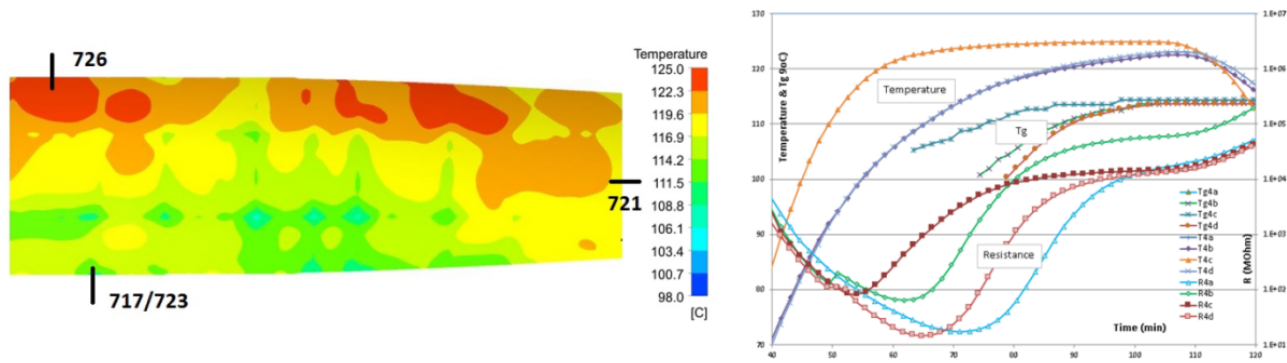 726
721
717/723
Temperature
125.0
122.3
119.6
116.9
114.2
111.5
108.8
106.1
103.4
100.7
98.0
[C]
130
120
110
100
90
80
70
Temperature & Tg 9oC)
Temperature
Tg
Resistance
Time (min)
40
50
60
70
80
90
100
110
120
1.E+07
1.E+06
1.E+05
1.E+04
1.E+03
1.E+02
1.E+01
R (MOhm)
Tg4a
Tg4b
Tg4c
Tg4d
T4a
T4b
T4c
T4d
R4a
R4b
R4c
R4d